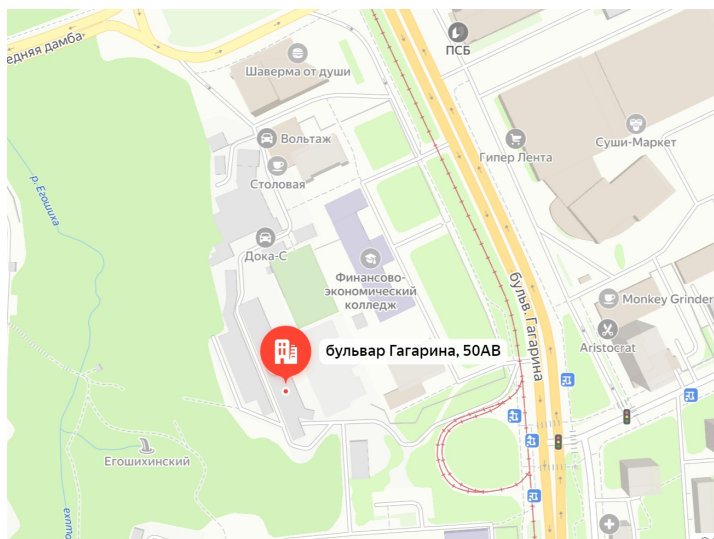 едняя дамба
ПСБ
Шаверма от души
Вольтаж
Гипер Лента
Суши-Маркет
Столовая
р. Егошиха
Дока-С
Финансово-
экономический
колледж
бульв. Гагарина
Monkey Grinder
Aristocrat
бульвар Гагарина, 50АВ
Егошихинский